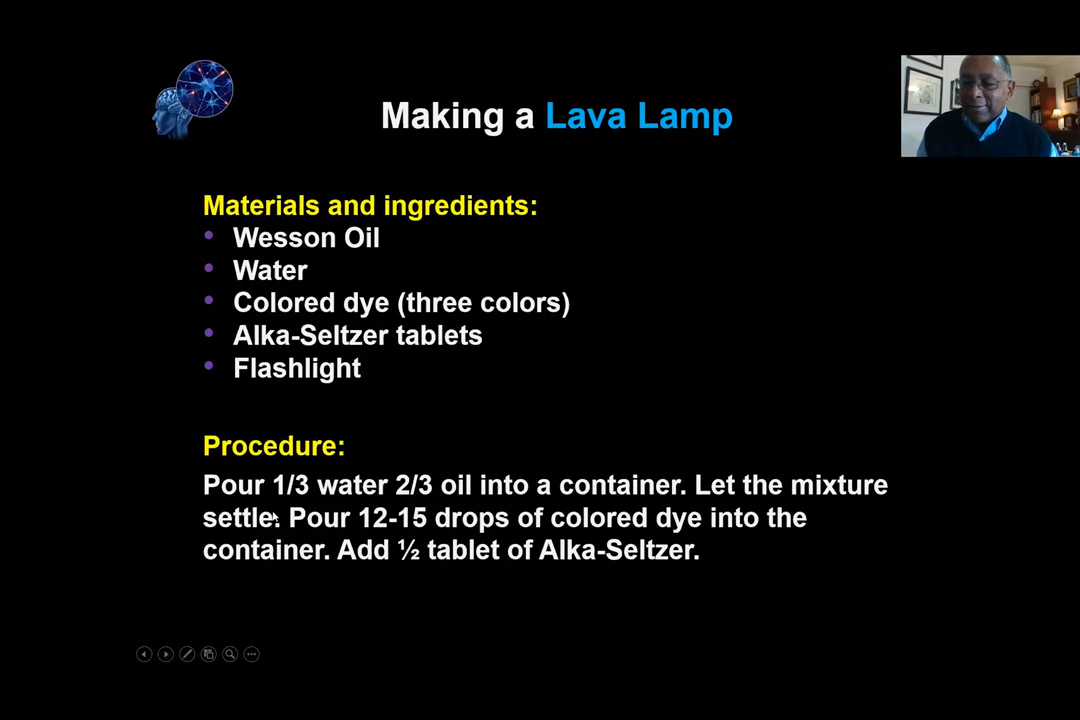 Making a Lava Lamp
Materials and ingredients:
• Wesson Oil
• Water
• Colored dye (three colors)
• Alka-Seltzer tablets
• Flashlight
Procedure:
Pour 1/3 water 2/3 oil into a container. Let the mixture
settle. Pour 12-15 drops of colored dye into the
container. Add ½ tablet of Alka-Seltzer.